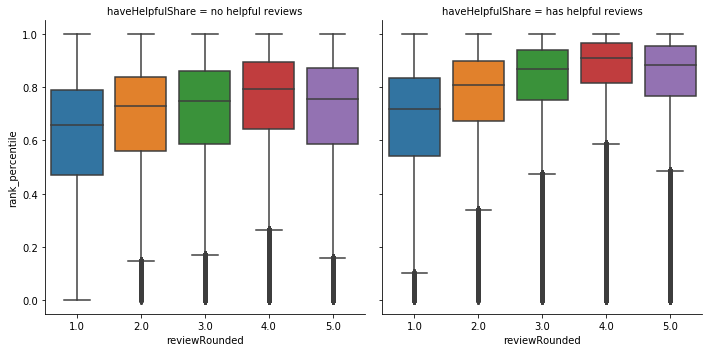 haveHelpfulShare = no helpful reviews
haveHelpfulShare = has helpful reviews
rank_percentile
1.0
0.8
0.6
0.4
0.2
0.0
1.0 2.0 3.0 4.0 5.0
1.0 2.0 3.0 4.0 5.0
reviewRounded
reviewRounded